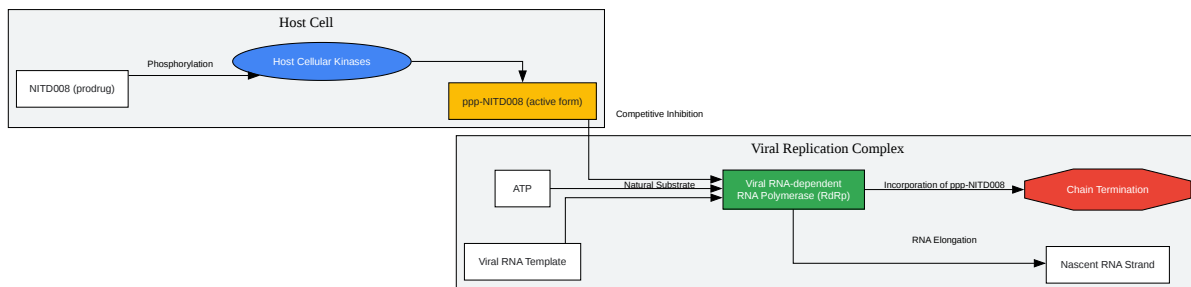 Host Cell
Phosphorylation
Host Cellular Kinases
NITD008 (prodrug)
ppp-NITD008 (active form)
Competitive Inhibition
Viral Replication Complex
ATP
Natural Substrate
Viral RNA-dependent
RNA Polymerase (RdRp)
Incorporation of ppp-NITD008
Chain Termination
RNA Elongation
Viral RNA Template
Nascent RNA Strand